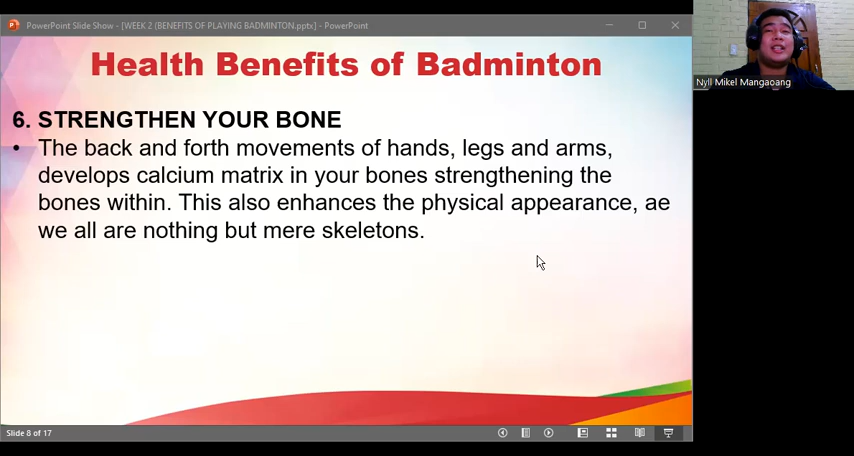 PowerPoint Slide Show - [WEEK 2 (BENEFITS OF PLAYING BADMINTON.pptx] - PowerPoint
Nyll Mikel Mangaoang
Health Benefits of Badminton
6. STRENGTHEN YOUR BONE
• The back and forth movements of hands, legs and arms,
develops calcium matrix in your bones strengthening the
bones within. This also enhances the physical appearance, ae
we all are nothing but mere skeletons.
Slide 8 of 17